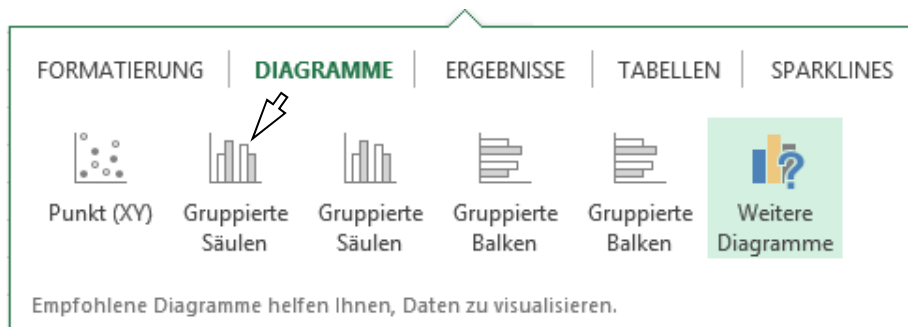 FORMATIERUNG DIAGRAMME ERGEBNISSE TABELLEN SPARKLINES
Punkt (XY) Gruppierte Gruppierte Gruppierte Gruppierte Weitere
Säulen Säulen Balken Balken Diagramme
Empfohlene Diagramme helfen Ihnen, Daten zu visualisieren.